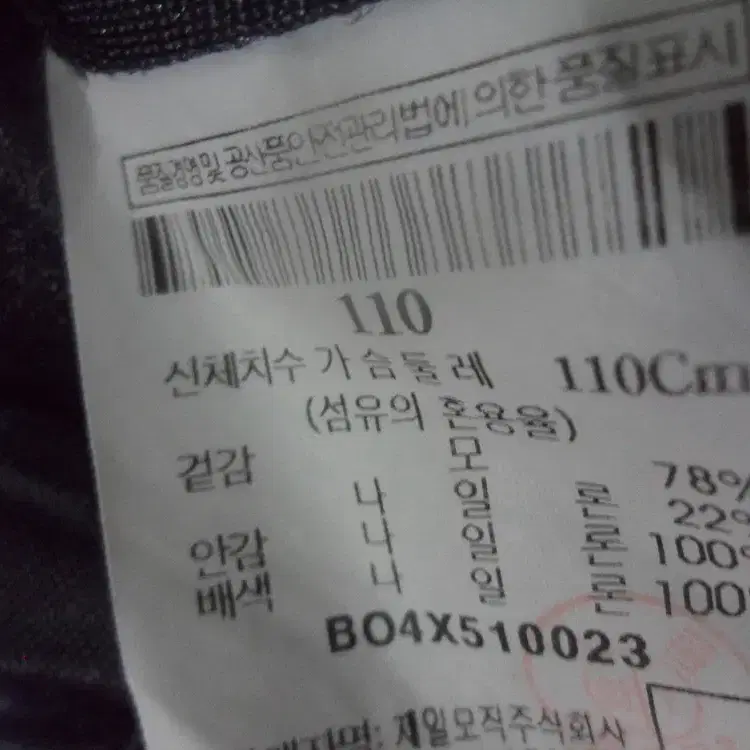 품질경영및 공산품안전관리법에 의한 품질표시
110
신체치수 가슴둘레 110Cm
(섬유의 혼용율)
겉감 모 78%
나일론 22%
안감 나일론 100%
배색 나일론 100
BO4X510023
제일모직주식회사